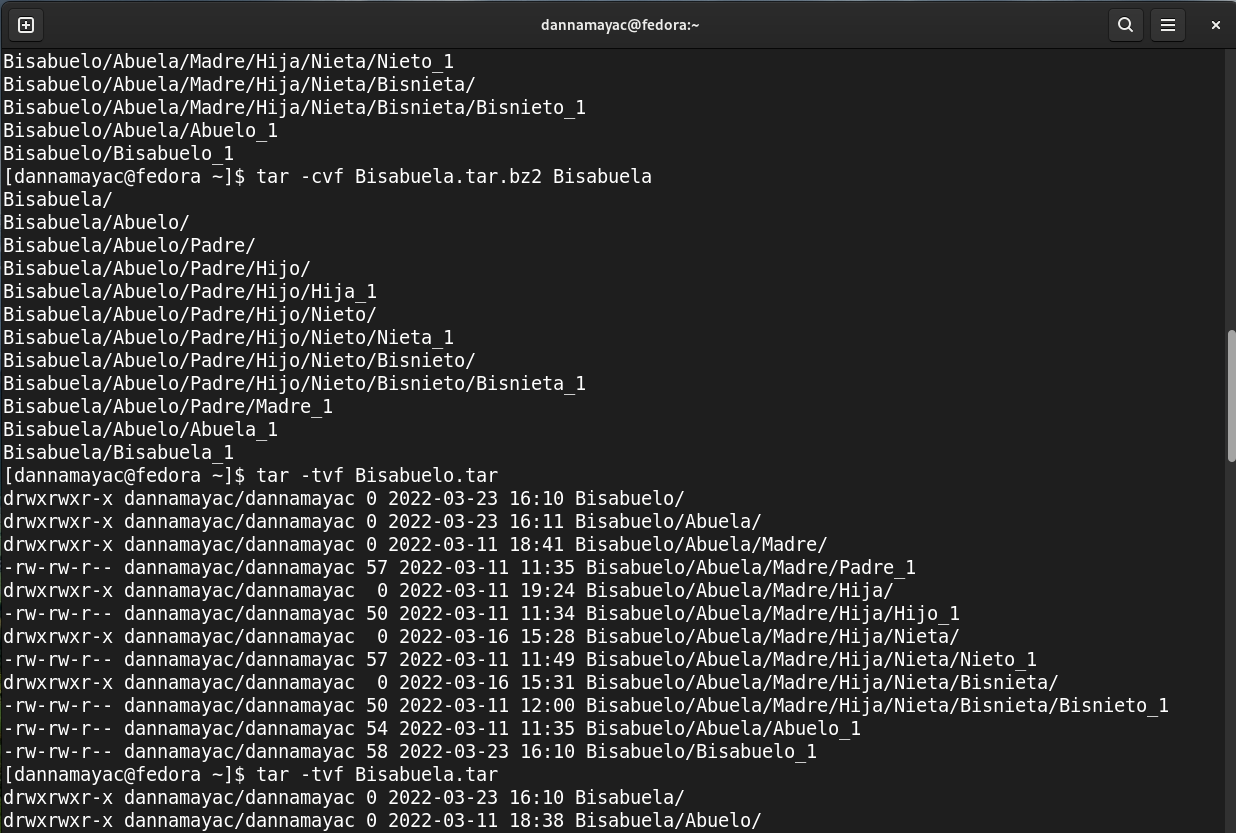 dannamayac@fedora:~
Bisabuelo/Abuela/Madre/Hija/Nieta/Nieto_1
Bisabuelo/Abuela/Madre/Hija/Nieta/Bisnieta/
Bisabuelo/Abuela/Madre/Hija/Nieta/Bisnieta/Bisnieto_1
Bisabuelo/Abuela/Abuelo_1
Bisabuelo/Bisabuelo_1
[dannamayac@fedora ~]$ tar -cvf Bisabuela.tar.bz2 Bisabuela
Bisabuela/
Bisabuela/Abuelo/
Bisabuela/Abuelo/Padre/
Bisabuela/Abuelo/Padre/Hijo/
Bisabuela/Abuelo/Padre/Hijo/Hija_1
Bisabuela/Abuelo/Padre/Hijo/Nieto/
Bisabuela/Abuelo/Padre/Hijo/Nieto/Nieta_1
Bisabuela/Abuelo/Padre/Hijo/Nieto/Bisnieto/
Bisabuela/Abuelo/Padre/Hijo/Nieto/Bisnieto/Bisnieta_1
Bisabuela/Abuelo/Padre/Madre_1
Bisabuela/Abuelo/Abuela_1
Bisabuela/Bisabuela_1
[dannamayac@fedora ~]$ tar -tvf Bisabuelo.tar
drwxrwxr-x dannamayac/dannamayac 0 2022-03-23 16:10 Bisabuelo/
drwxrwxr-x dannamayac/dannamayac 0 2022-03-23 16:11 Bisabuelo/Abuela/
drwxrwxr-x dannamayac/dannamayac 0 2022-03-11 18:41 Bisabuelo/Abuela/Madre/
-rw-rw-r-- dannamayac/dannamayac 57 2022-03-11 11:35 Bisabuelo/Abuela/Madre/Padre_1
drwxrwxr-x dannamayac/dannamayac  0 2022-03-11 19:24 Bisabuelo/Abuela/Madre/Hija/
-rw-rw-r-- dannamayac/dannamayac 50 2022-03-11 11:34 Bisabuelo/Abuela/Madre/Hija/Hijo_1
drwxrwxr-x dannamayac/dannamayac  0 2022-03-16 15:28 Bisabuelo/Abuela/Madre/Hija/Nieta/
-rw-rw-r-- dannamayac/dannamayac 57 2022-03-11 11:49 Bisabuelo/Abuela/Madre/Hija/Nieta/Nieto_1
drwxrwxr-x dannamayac/dannamayac  0 2022-03-16 15:31 Bisabuelo/Abuela/Madre/Hija/Nieta/Bisnieta/
-rw-rw-r-- dannamayac/dannamayac 50 2022-03-11 12:00 Bisabuelo/Abuela/Madre/Hija/Nieta/Bisnieta/Bisnieto_1
-rw-rw-r-- dannamayac/dannamayac 54 2022-03-11 11:35 Bisabuelo/Abuela/Abuelo_1
-rw-rw-r-- dannamayac/dannamayac 58 2022-03-23 16:10 Bisabuelo/Bisabuelo_1
[dannamayac@fedora ~]$ tar -tvf Bisabuela.tar
drwxrwxr-x dannamayac/dannamayac 0 2022-03-23 16:10 Bisabuela/
drwxrwxr-x dannamayac/dannamayac 0 2022-03-11 18:38 Bisabuela/Abuelo/